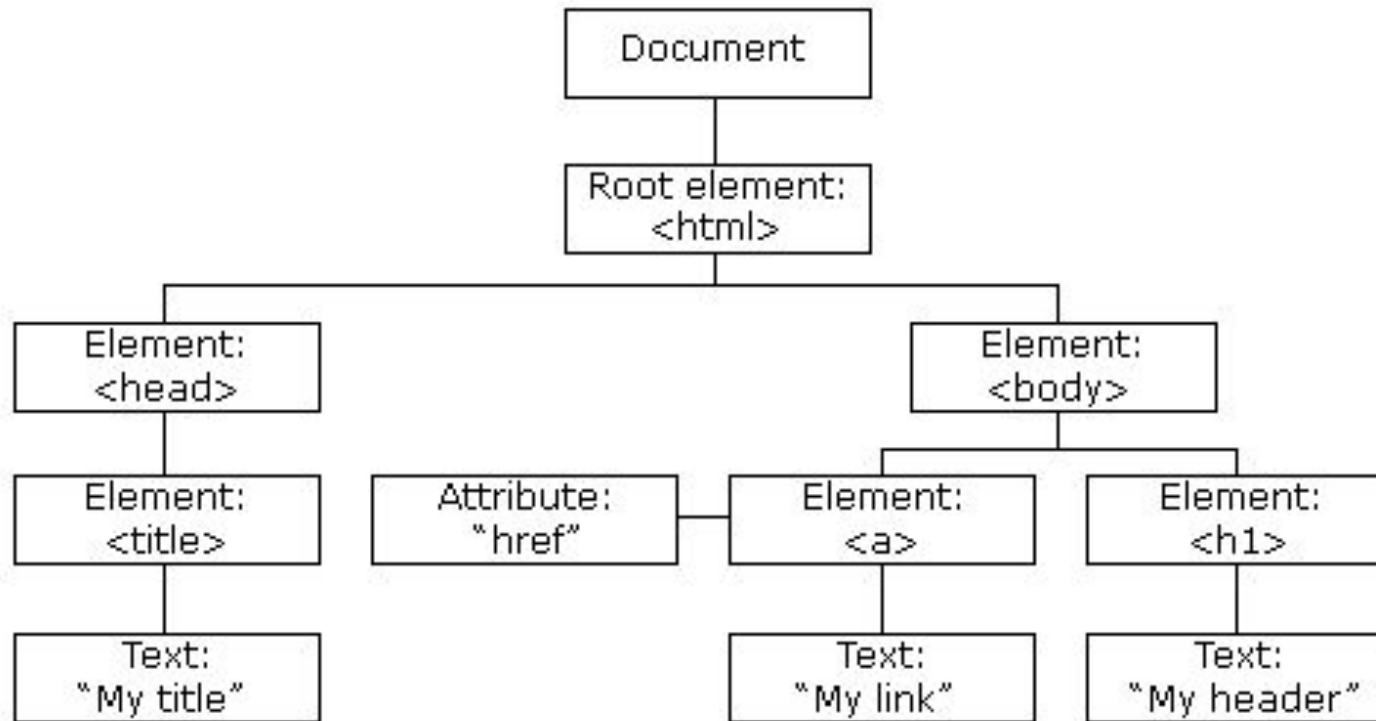 Document
Root element:
<html>
Element:
<head>
Element:
<body>
Element:
<title>
Attribute:
“href”
Element:
<a>
Element:
<h1>
Text:
“My title”
Text:
“My link”
Text:
“My header”